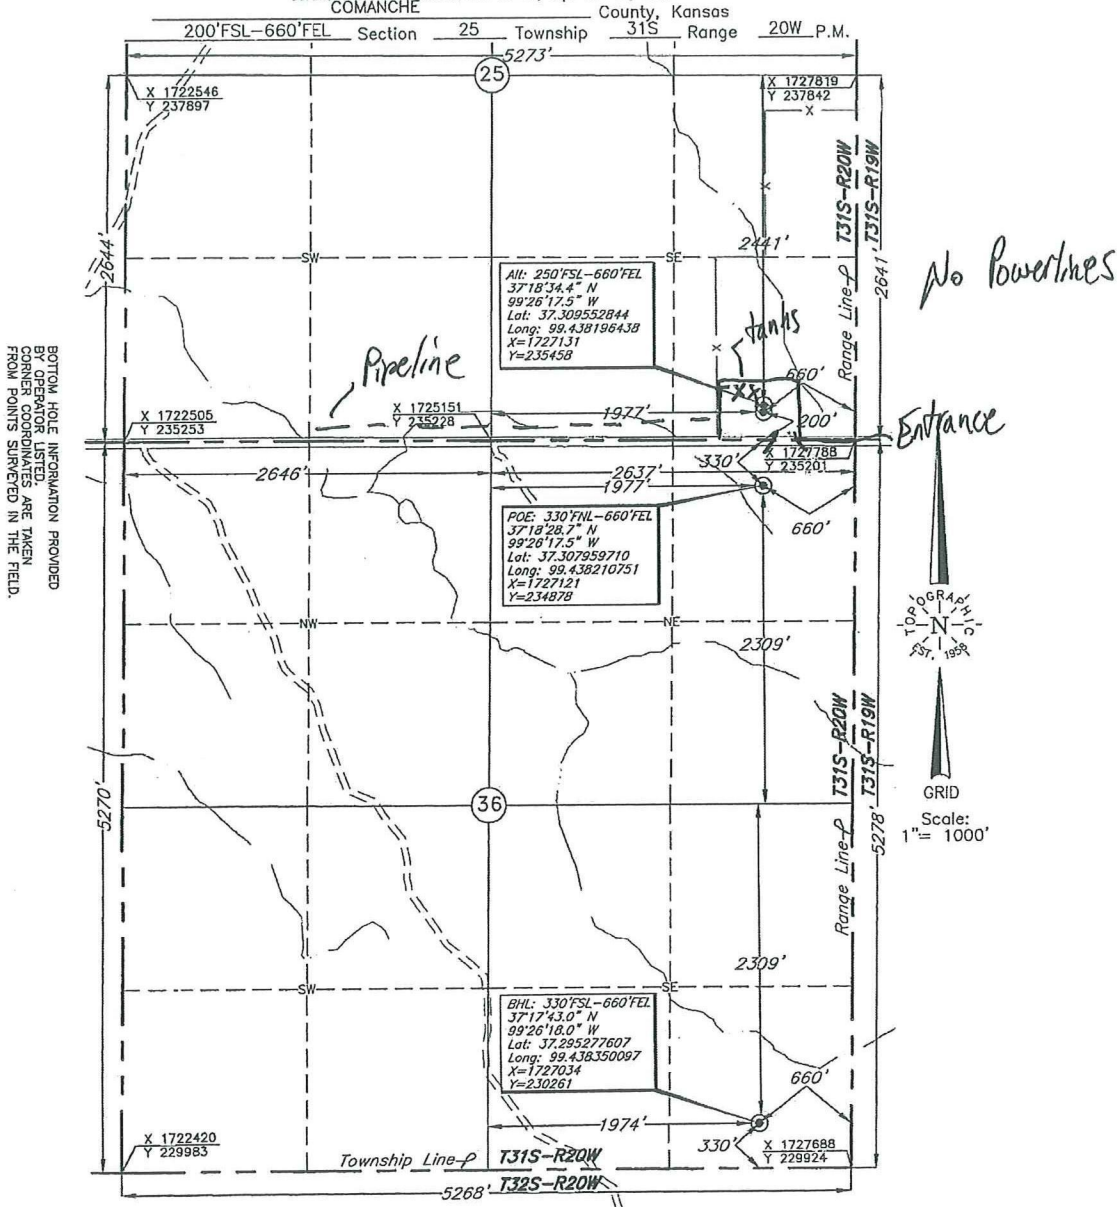 COMANCHE
County, Kansas
200'FSL-660'FEL Section 25 Township 31S Range 20W P.M.
5273'
25
X 1722546
Y 237897
X 1727819
Y 237842
X
X
T31S-R20W
T31S-R19W
2644'
SW
SE
2441'
2641'
Range Line
No Powerlines
Alt: 250'FSL-660'FEL
37°18'34.4" N
99°26'17.5" W
Lat: 37.309552844
Long: 99.438196438
X=1727131
Y=235458
tanks
X
XX
Pipeline
660'
X 1722505
Y 235253
X 1725151
Y 235228
1977'
200'
Entrance
330'
X 1727788
Y 235201
2646'
2637'
1977'
660'
BOTTOM HOLE INFORMATION PROVIDED
BY OPERATOR LISTED.
CORNER COORDINATES ARE TAKEN
FROM POINTS SURVEYED IN THE FIELD.
POE: 330'FNL-660'FEL
37°18'28.7" N
99°26'17.5" W
Lat: 37.307959710
Long: 99.438210751
X=1727121
Y=234878
TOPOGRAPHIC
N
EST. 1958
NW
NE
2309'
T31S-R20W
T31S-R19W
GRID
Scale:
1"= 1000'
5270'
36
5278'
Range Line
2309'
SW
SE
BHL: 330'FSL-660'FEL
37°17'43.0" N
99°26'18.0" W
Lat: 37.295277607
Long: 99.438350097
X=1727034
Y=230261
660'
1974'
330'
X 1722420
Y 229983
X 1727688
Y 229924
Township Line
T31S-R20W
T32S-R20W
5268'